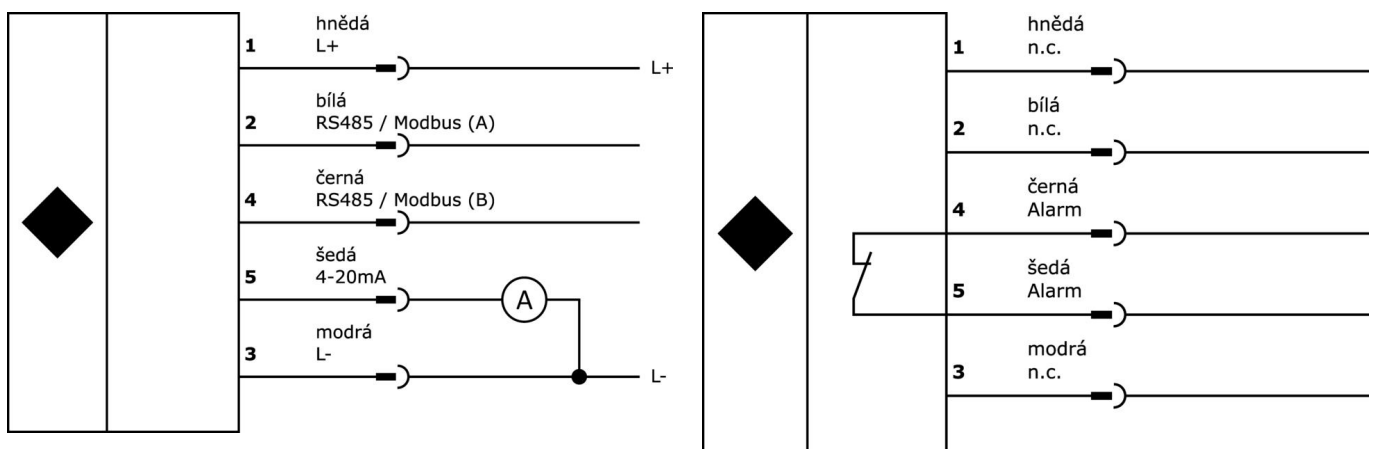 hnědá
1 L+
L+
bílá
2 RS485 / Modbus (A)
černá
4 RS485 / Modbus (B)
šedá
5 4-20mA
A
modrá
3 L-
L-
hnědá
1 n.c.
bílá
2 n.c.
černá
4 Alarm
šedá
5 Alarm
modrá
3 n.c.